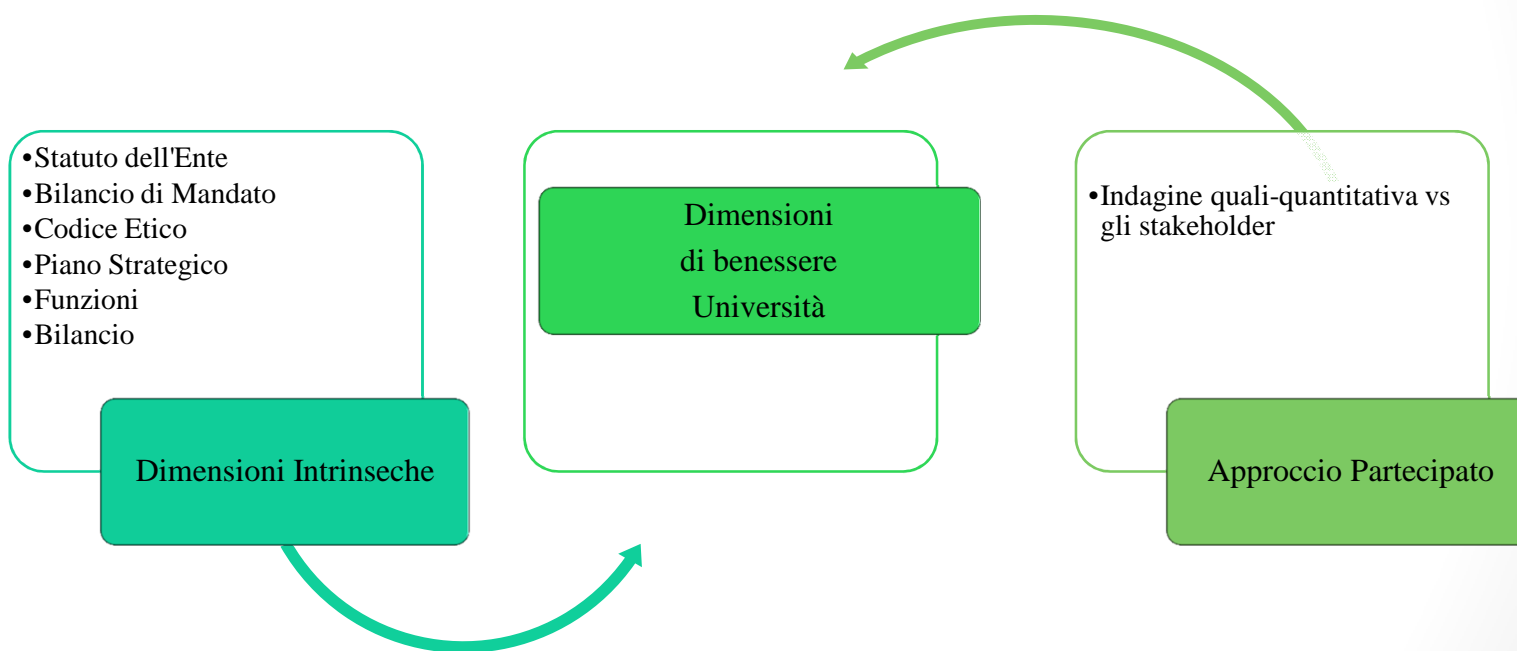 •Statuto dell'Ente
•Bilancio di Mandato
•Codice Etico
•Piano Strategico
•Funzioni
•Bilancio
Dimensioni Intrinseche
Dimensioni
di benessere
Università
•Indagine quali-quantitativa vs
gli stakeholder
Approccio Partecipato